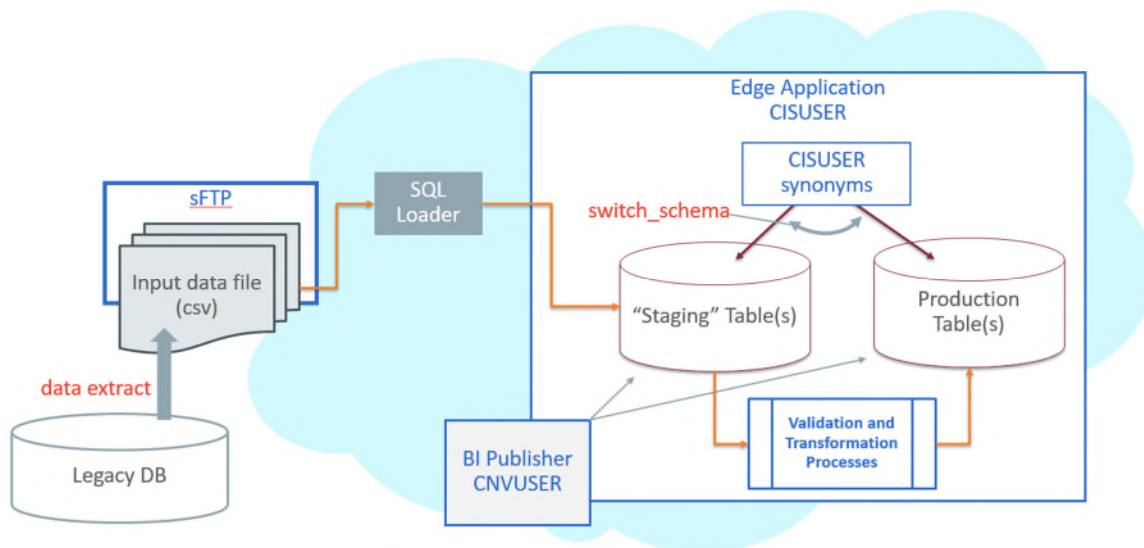 Edge Application
CISUSER
CISUSER
synonyms
sFTP
SQL
Loader
switch_schema
Input data file
(csv)
“Staging” Table(s)
Production
Table(s)
data extract
Validation and
Transformation
Processes
BI Publisher
CNVUSER
Legacy DB